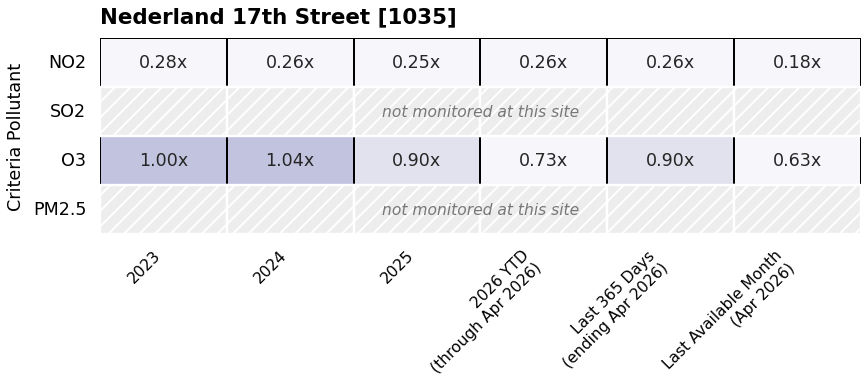 Nederland 17th Street [1035]
Criteria Pollutant
NO2 0.28x 0.26x 0.25x 0.26x 0.26x 0.18x
SO2 not monitored at this site
O3 1.00x 1.04x 0.90x 0.73x 0.90x 0.63x
PM2.5 not monitored at this site
2023
2024
2025
2026 YTD
(through Apr 2026)
Last 365 Days
(ending Apr 2026)
Last Available Month
(Apr 2026)